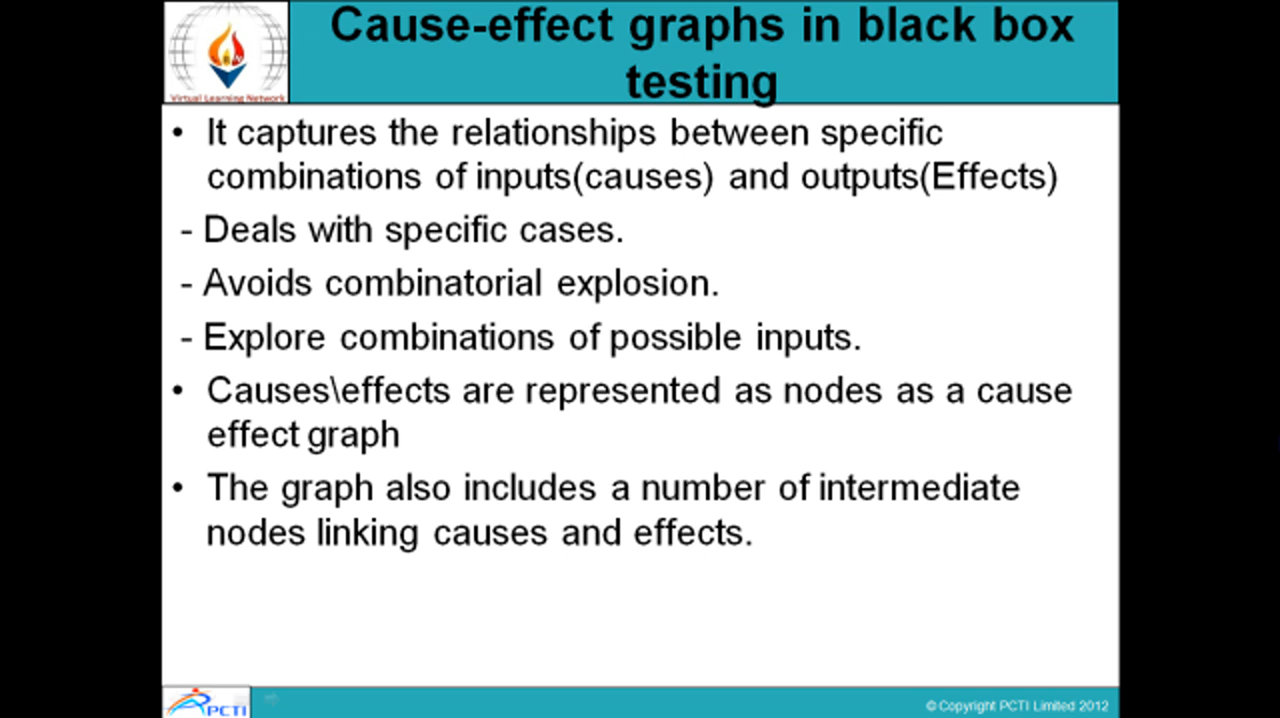 Cause-effect graphs in black box
testing
Virtual Learning Network
• It captures the relationships between specific
combinations of inputs(causes) and outputs(Effects)
- Deals with specific cases.
- Avoids combinatorial explosion.
- Explore combinations of possible inputs.
• Causes\effects are represented as nodes as a cause
effect graph
• The graph also includes a number of intermediate
nodes linking causes and effects.
PCTI
© Copyright PCTI Limited 2012